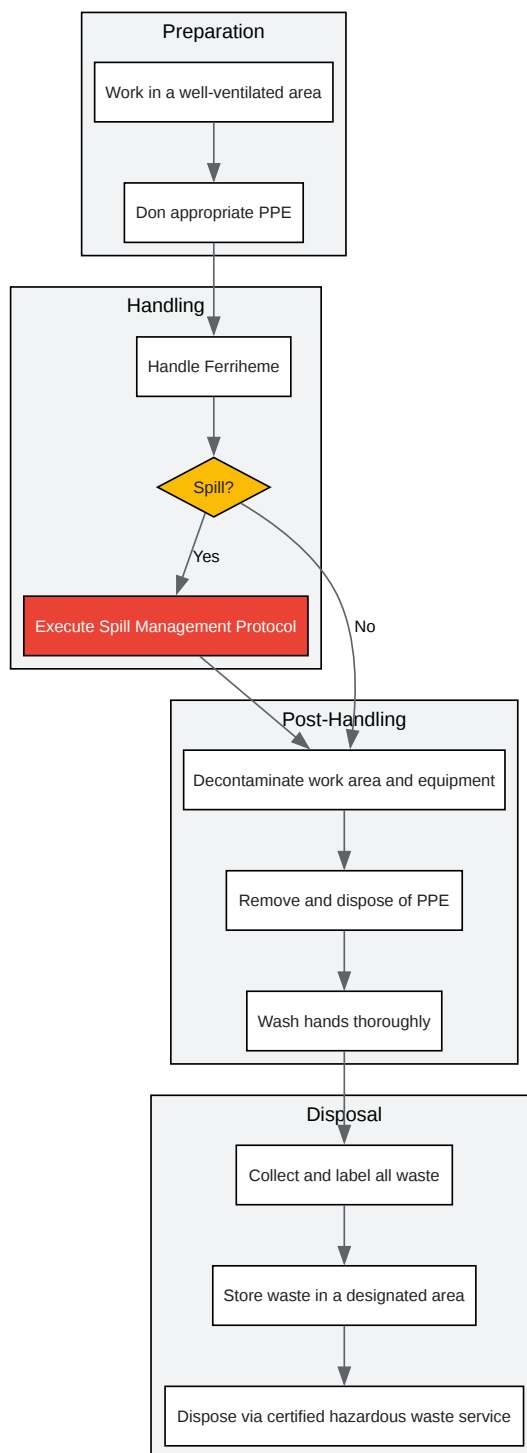 Preparation
Work in a well-ventilated area
Don appropriate PPE
Handling
Handle Ferriheme
Spill?
Yes
Execute Spill Management Protocol
No
Post-Handling
Decontaminate work area and equipment
Remove and dispose of PPE
Wash hands thoroughly
Disposal
Collect and label all waste
Store waste in a designated area
Dispose via certified hazardous waste service